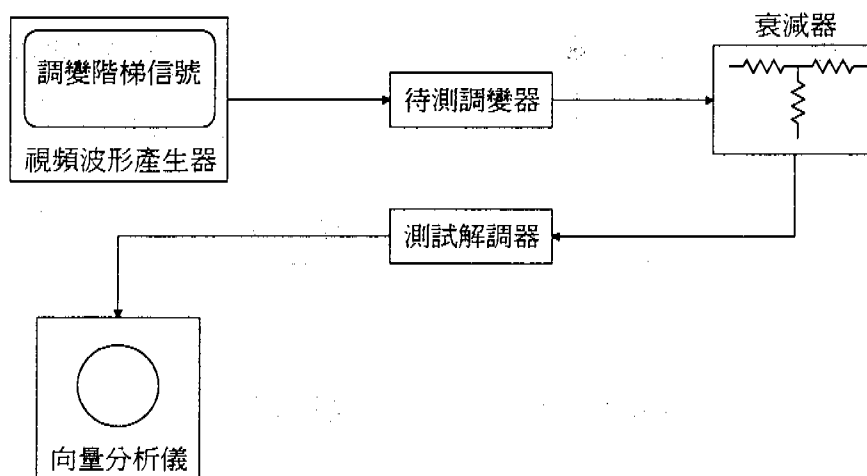 調變階梯信號
視頻波形產生器
待測調變器
衰減器
測試解調器
向量分析儀